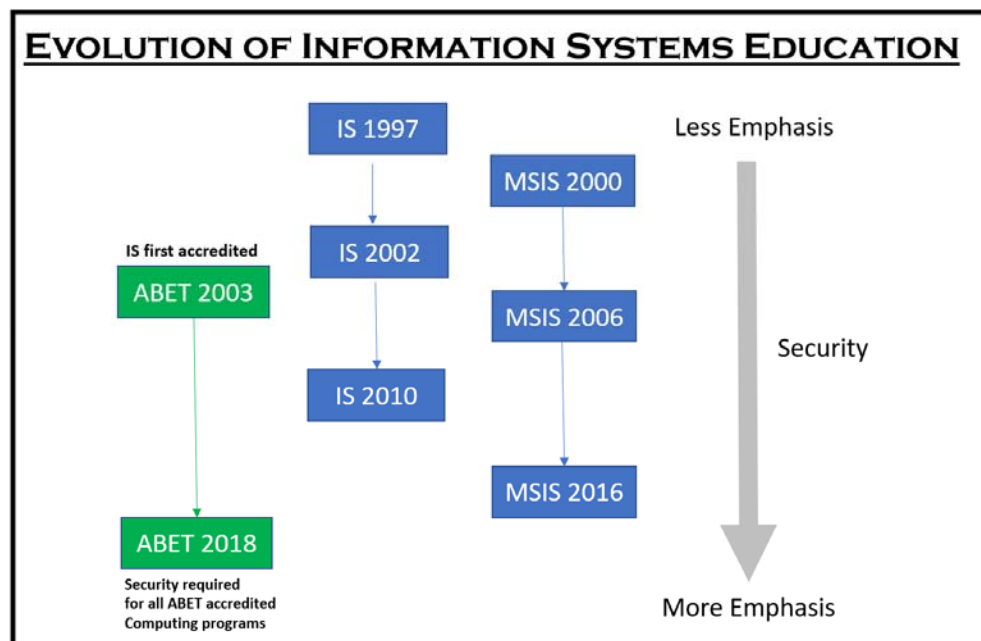 EVOLUTION OF INFORMATION SYSTEMS EDUCATION
IS 1997
Less Emphasis
MSIS 2000
IS first accredited
IS 2002
ABET 2003
MSIS 2006
Security
IS 2010
MSIS 2016
ABET 2018
Security required
for all ABET accredited
Computing programs
More Emphasis